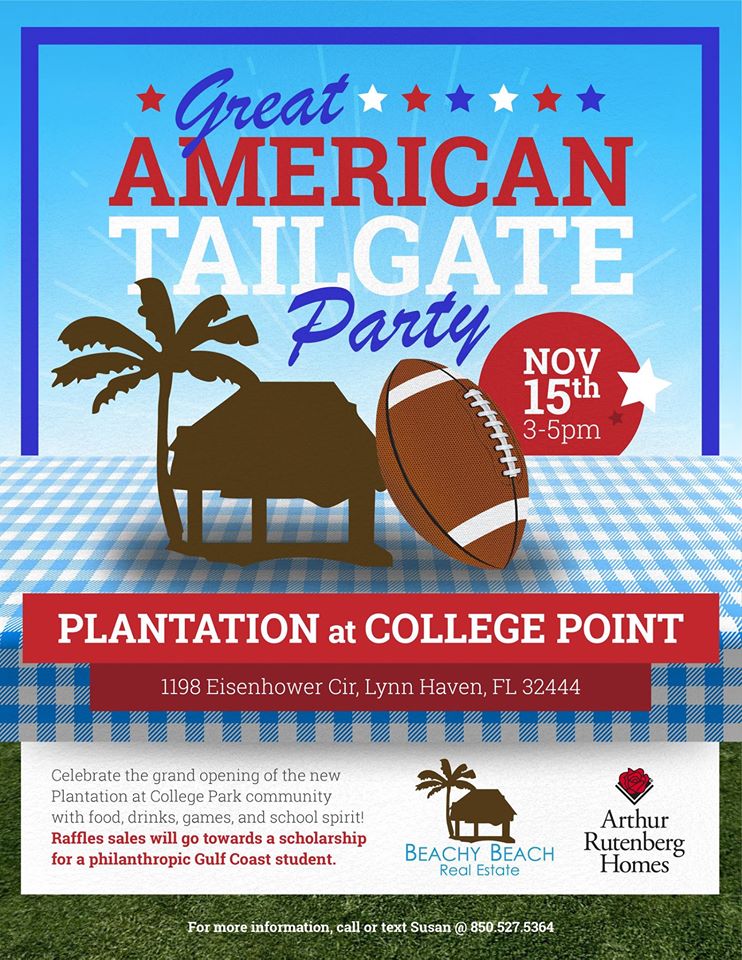 Great
AMERICAN
TAILGATE
Party
NOV
15th
3-5pm
PLANTATION at COLLEGE POINT
1198 Eisenhower Cir, Lynn Haven, FL 32444
Celebrate the grand opening of the new
Plantation at College Park community
with food, drinks, games, and school spirit!
Raffles sales will go towards a scholarship
for a philanthropic Gulf Coast student.
BEACHY BEACH
Real Estate
Arthur
Rutenberg
Homes
For more information, call or text Susan @ 850.527.5364